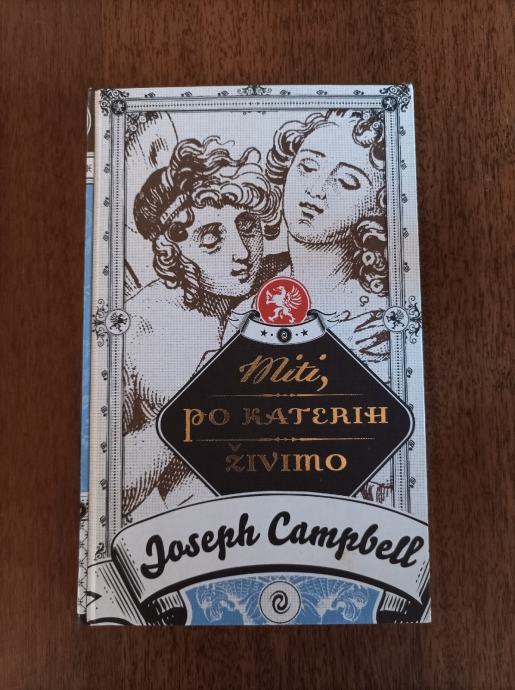 Miti,
po katerih
živimo
Joseph Campbell